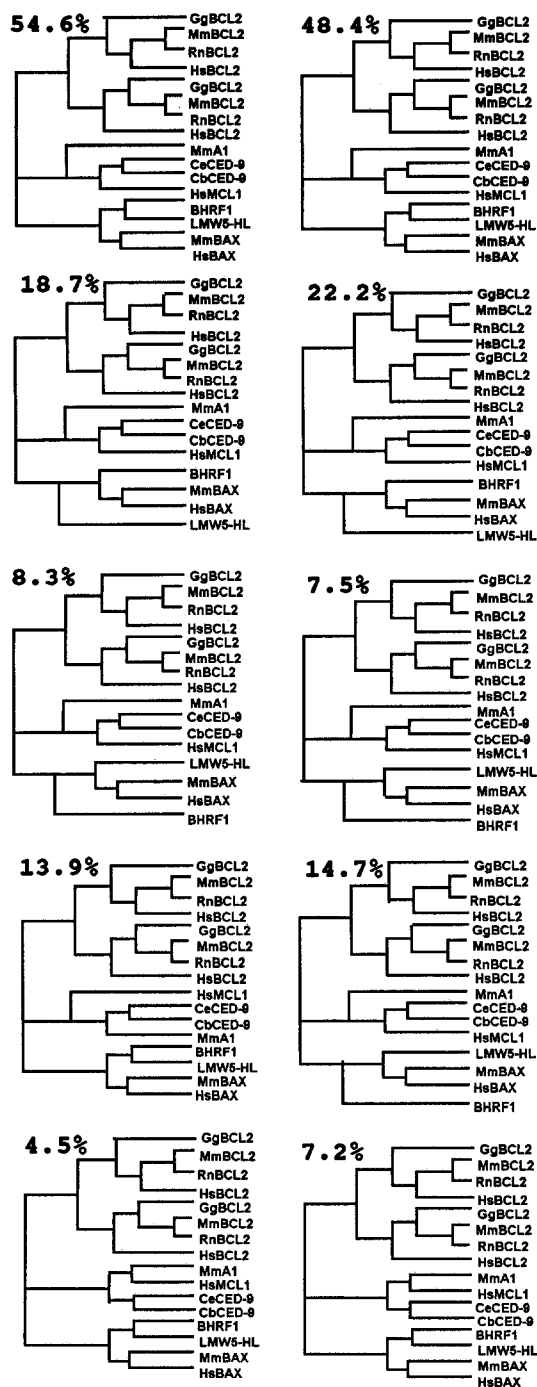 54.6%
GgBCL2
MmBCL2
RnBCL2
HsBCL2
GgBCL2
MmBCL2
RnBCL2
HsBCL2
MmA1
CeCED-9
CbCED-9
HsMCL1
BHRF1
LMW5-HL
MmBAX
HsBAX
48.4%
GgBCL2
MmBCL2
RnBCL2
HsBCL2
GgBCL2
MmBCL2
RnBCL2
HsBCL2
MmA1
CeCED-9
CbCED-9
HsMCL1
BHRF1
LMW5-HL
MmBAX
HsBAX
18.7%
GgBCL2
MmBCL2
RnBCL2
HsBCL2
GgBCL2
MmBCL2
RnBCL2
HsBCL2
MmA1
CeCED-9
CbCED-9
HsMCL1
BHRF1
MmBAX
HsBAX
LMW5-HL
22.2%
GgBCL2
MmBCL2
RnBCL2
HsBCL2
GgBCL2
MmBCL2
RnBCL2
HsBCL2
MmA1
CeCED-9
CbCED-9
HsMCL1
BHRF1
MmBAX
HsBAX
LMW5-HL
8.3%
GgBCL2
MmBCL2
RnBCL2
HsBCL2
GgBCL2
MmBCL2
RnBCL2
HsBCL2
MmA1
CeCED-9
CbCED-9
HsMCL1
LMW5-HL
MmBAX
HsBAX
BHRF1
7.5%
GgBCL2
MmBCL2
RnBCL2
HsBCL2
GgBCL2
MmBCL2
RnBCL2
HsBCL2
MmA1
CeCED-9
CbCED-9
HsMCL1
LMW5-HL
MmBAX
HsBAX
BHRF1
13.9%
GgBCL2
MmBCL2
RnBCL2
HsBCL2
GgBCL2
MmBCL2
RnBCL2
HsBCL2
HsMCL1
CeCED-9
CbCED-9
MmA1
BHRF1
LMW5-HL
MmBAX
HsBAX
14.7%
GgBCL2
MmBCL2
RnBCL2
HsBCL2
GgBCL2
MmBCL2
RnBCL2
HsBCL2
MmA1
CeCED-9
CbCED-9
HsMCL1
LMW5-HL
MmBAX
HsBAX
BHRF1
4.5%
GgBCL2
MmBCL2
RnBCL2
HsBCL2
GgBCL2
MmBCL2
RnBCL2
HsBCL2
MmA1
HsMCL1
CeCED-9
CbCED-9
BHRF1
LMW5-HL
MmBAX
HsBAX
7.2%
GgBCL2
MmBCL2
RnBCL2
HsBCL2
GgBCL2
MmBCL2
RnBCL2
HsBCL2
MmA1
HsMCL1
CeCED-9
CbCED-9
BHRF1
LMW5-HL
MmBAX
HsBAX